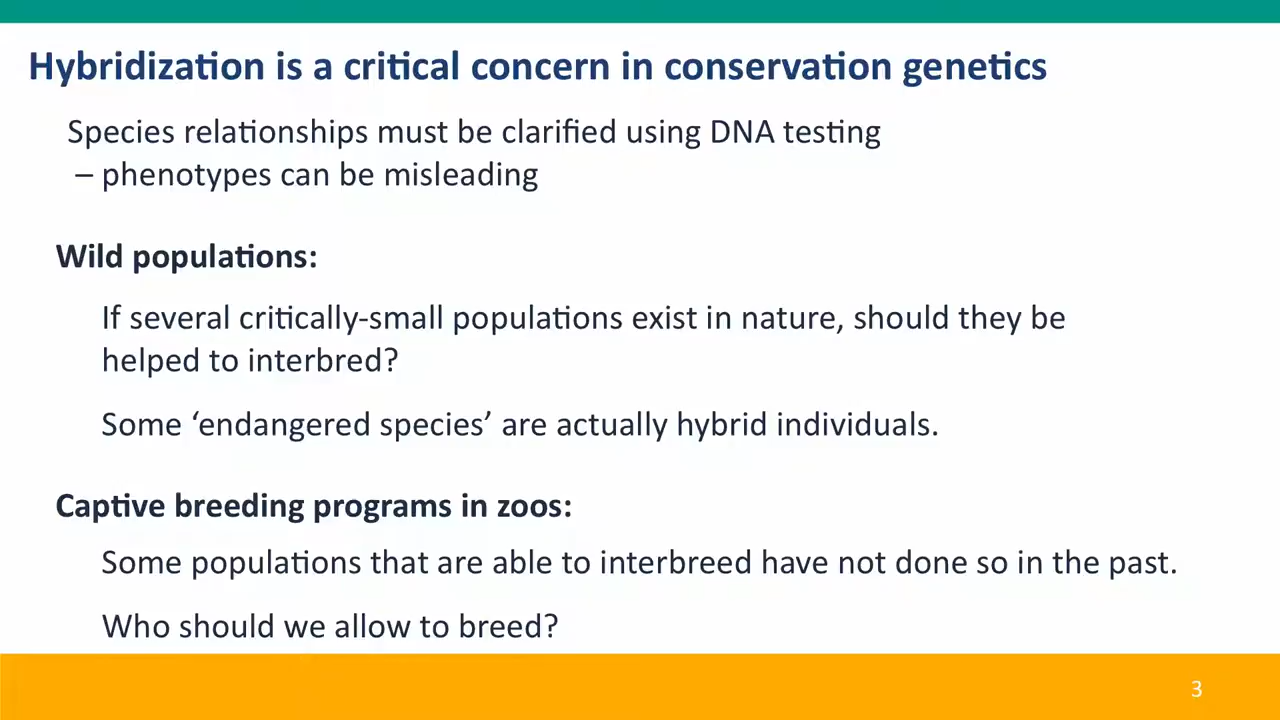 Hybridization is a critical concern in conservation genetics
Species relationships must be clarified using DNA testing
– phenotypes can be misleading
Wild populations:
If several critically-small populations exist in nature, should they be
helped to interbred?
Some ‘endangered species’ are actually hybrid individuals.
Captive breeding programs in zoos:
Some populations that are able to interbreed have not done so in the past.
Who should we allow to breed?
3